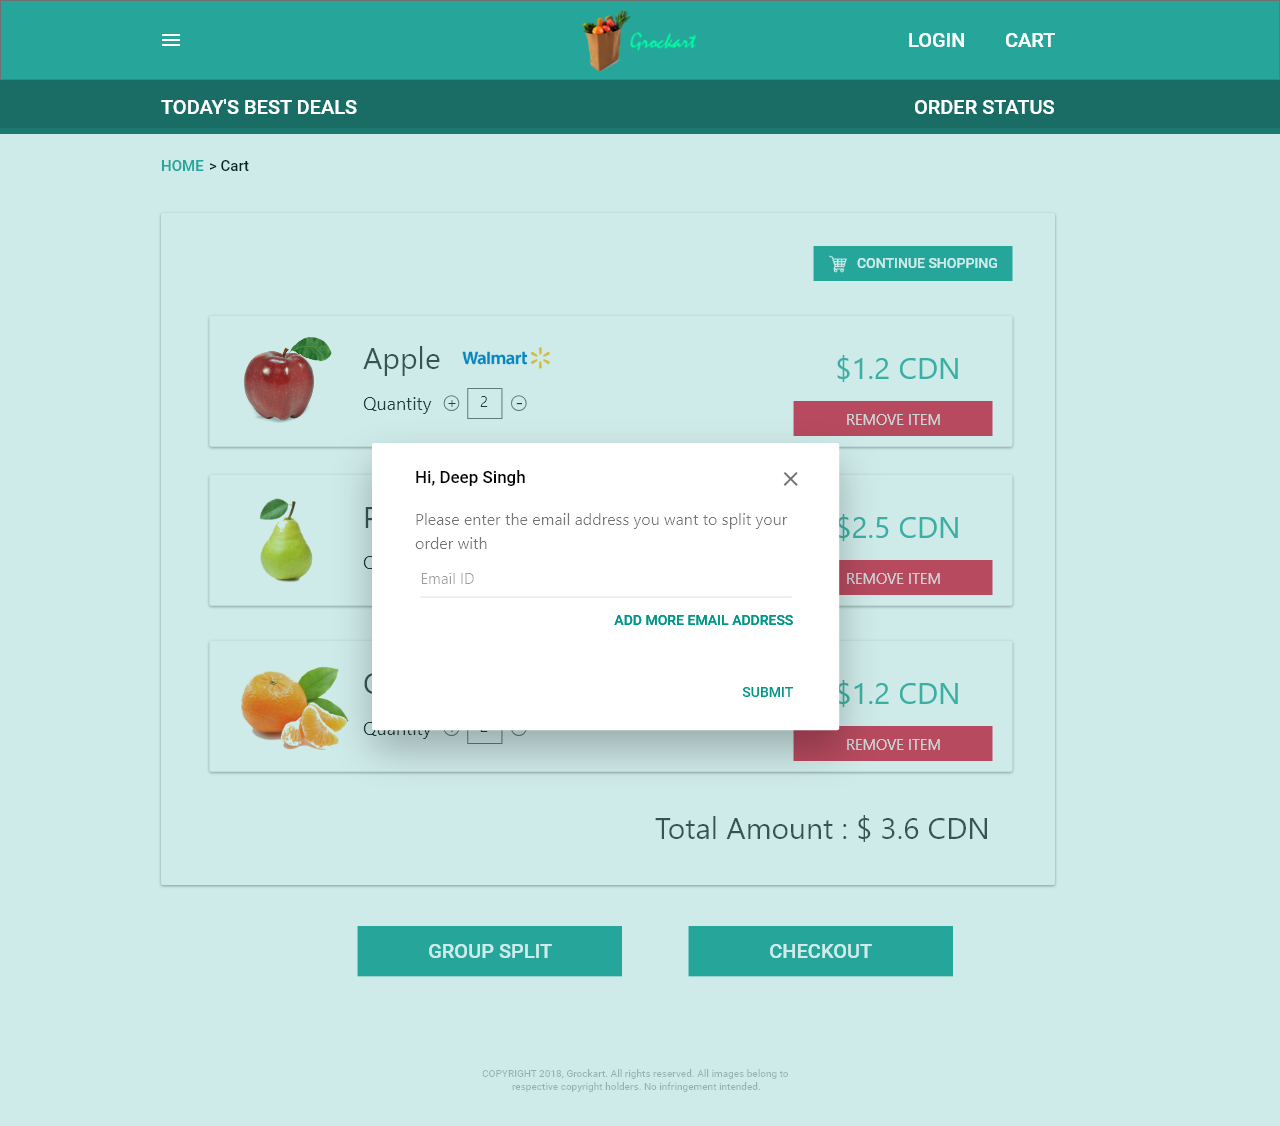 Grockart
LOGIN CART
TODAY'S BEST DEALS ORDER STATUS
HOME > Cart
CONTINUE SHOPPING
Apple Walmart
$1.2 CDN
Quantity + 2 -
REMOVE ITEM
Hi, Deep Singh
Please enter the email address you want to split your
order with
Email ID
ADD MORE EMAIL ADDRESS
SUBMIT
$2.5 CDN
REMOVE ITEM
$1.2 CDN
Quantity
REMOVE ITEM
Total Amount : $ 3.6 CDN
GROUP SPLIT CHECKOUT
COPYRIGHT 2018, Grockart. All rights reserved. All images belong to
respective copyright holders. No infringement intended.